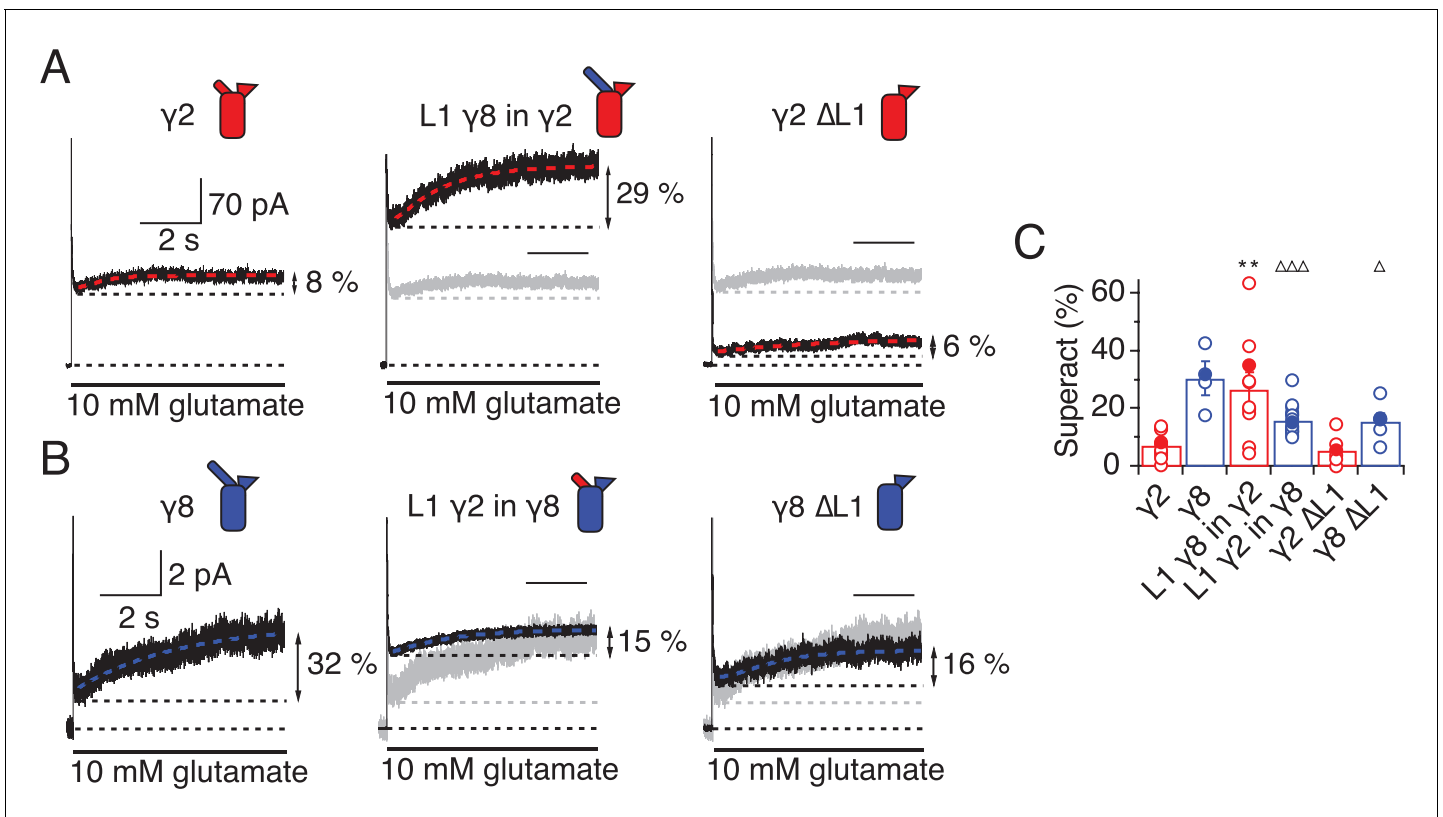 A
γ2
L1 γ8 in γ2
γ2 ΔL1
70 pA
2 s
8 %
29 %
6 %
10 mM glutamate
10 mM glutamate
10 mM glutamate
B
γ8
L1 γ2 in γ8
γ8 ΔL1
2 pA
2 s
32 %
15 %
16 %
10 mM glutamate
10 mM glutamate
10 mM glutamate
C
** ΔΔΔ Δ
Superact (%)
60
40
20
0
γ2
γ8
L1 γ8 in γ2
L1 γ2 in γ8
γ2 ΔL1
γ8 ΔL1